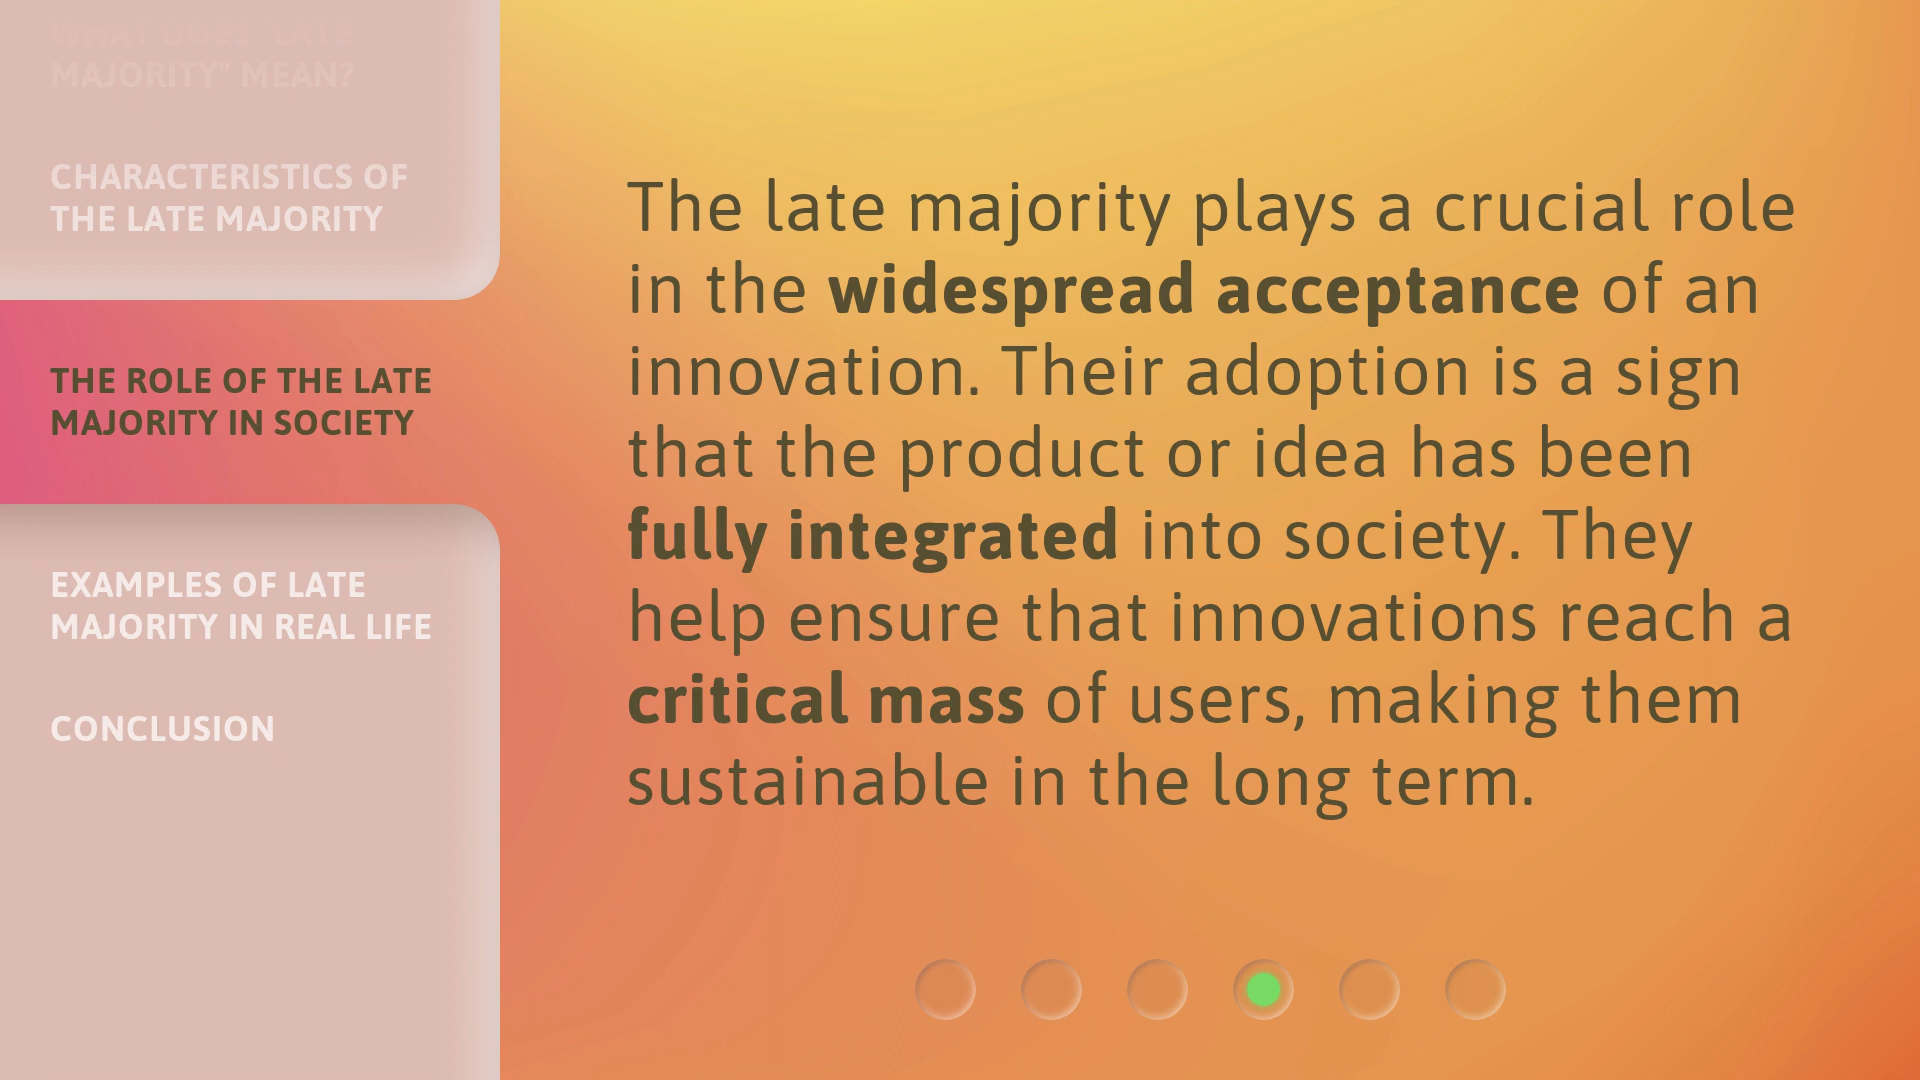 WHAT DOES "LATE
MAJORITY" MEAN?
CHARACTERISTICS OF
THE LATE MAJORITY
THE ROLE OF THE LATE
MAJORITY IN SOCIETY
EXAMPLES OF LATE
MAJORITY IN REAL LIFE
CONCLUSION
The late majority plays a crucial role
in the widespread acceptance of an
innovation. Their adoption is a sign
that the product or idea has been
fully integrated into society. They
help ensure that innovations reach a
critical mass of users, making them
sustainable in the long term.